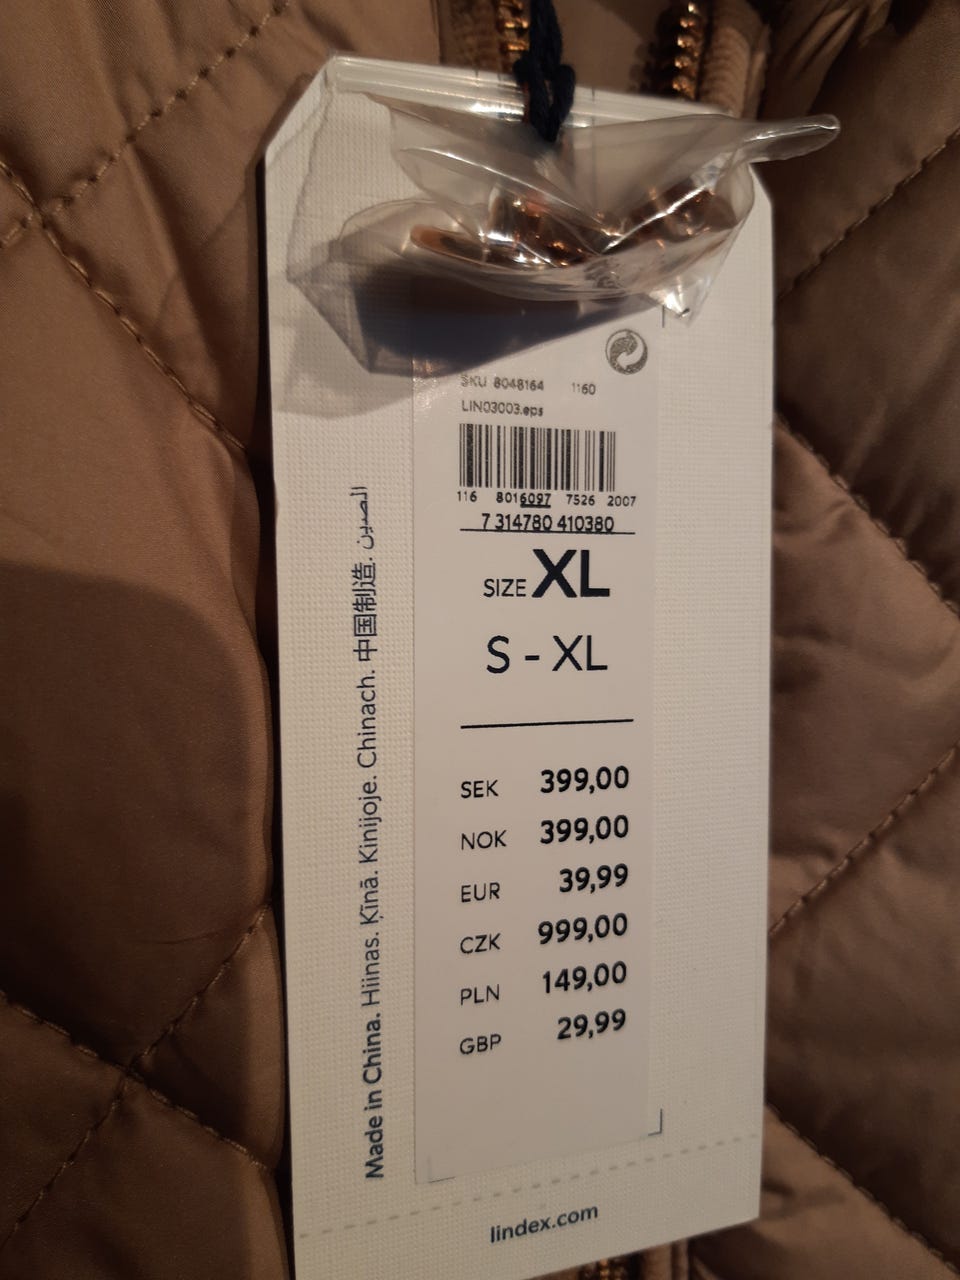 SKU 8048164 1160
LIN03003.eps
116 8016097 7526 2007
7 314780 410380
SIZE XL
S - XL
SEK 399,00
NOK 399,00
EUR 39,99
CZK 999,00
PLN 149,00
GBP 29,99
Made in China. Hiinas. Ķīnā. Kinijoje. Chinach. 中国制造. الصين
lindex.com